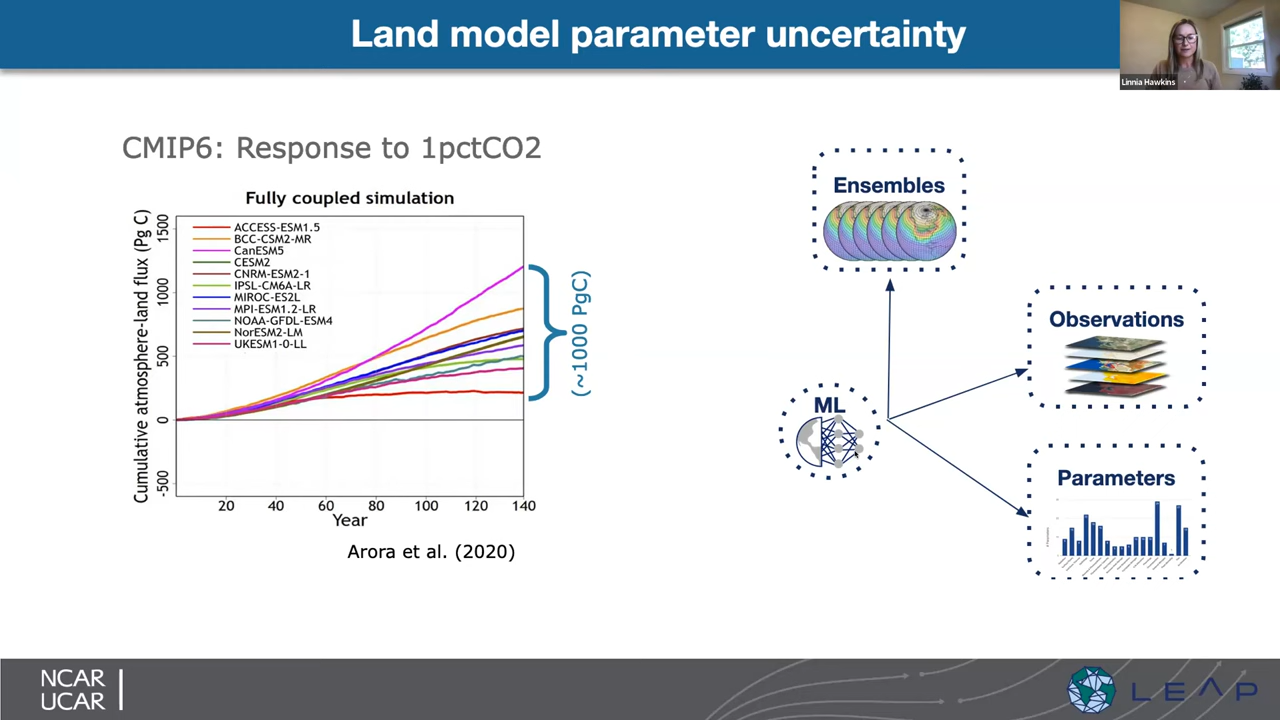 Land model parameter uncertainty
Linnia Hawkins
CMIP6: Response to 1pctCO2
Fully coupled simulation
Cumulative atmosphere-land flux (Pg C)
1500
1000
500
0
-500
ACCESS-ESM1.5
BCC-CSM2-MR
CanESM5
CESM2
CNRM-ESM2-1
IPSL-CM6A-LR
MIROC-ES2L
MPI-ESM1.2-LR
NOAA-GFDL-ESM4
NorESM2-LM
UKESM1-0-LL
20 40 60 80 100 120 140
Year
(~1000 PgC)
Arora et al. (2020)
Ensembles
Observations
ML
Parameters
NCAR
UCAR
LEAP